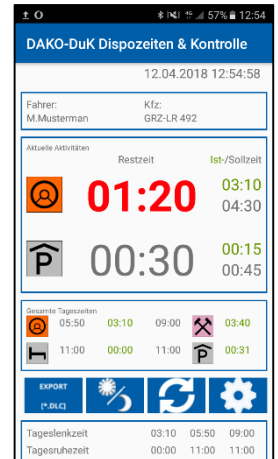 57% 12:54
DAKO-DuK Dispozeiten & Kontrolle
12.04.2018 12:54:58
Fahrer: Kfz:
M.Musterman GRZ-LR 492
Aktuelle Aktivitäten
Restzeit Ist-/Sollzeit
01:20 03:10
04:30
P 00:30 00:15
00:45
Gesamte Tageszeiten
05:50 03:10 09:00 03:40
11:00 00:00 11:00 P 00:31
EXPORT
[*.DLC]
Tageslenkzeit 03:10 05:50 09:00
Tagesruhezeit 00:00 11:00 11:00